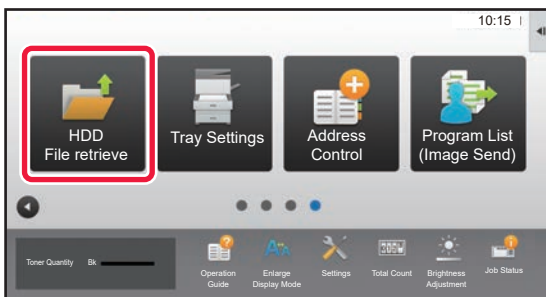 10:15
HDD
File retrieve
Tray Settings
Address
Control
Program List
(Image Send)
Toner Quantity Bk
Operation
Guide
Enlarge
Display Mode
Settings
Total Count
Brightness
Adjustment
Job Status